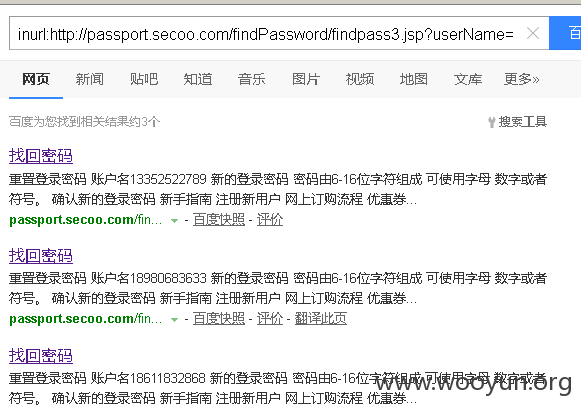 inurl:http://passport.secoo.com/findPassword/findpass3.jsp?userName=
网页 新闻 贴吧 知道 音乐 图片 视频 地图 文库 更多»
百度为您找到相关结果约3个 搜索工具
找回密码
重置登录密码 账户名13352522789 新的登录密码 密码由6-16位字符组成 可使用字母 数字或者
符号。 确认新的登录密码 新手指南 注册新用户 网上订购流程 优惠券...
passport.secoo.com/fin... - 百度快照 - 评价
找回密码
重置登录密码 账户名18980683633 新的登录密码 密码由6-16位字符组成 可使用字母 数字或者
符号。 确认新的登录密码 新手指南 注册新用户 网上订购流程 优惠券...
passport.secoo.com/fin... - 百度快照 - 评价 - 翻译此页
找回密码
重置登录密码 账户名18611832868 新的登录密码 密码由6-16位字符组成 可使用字母 数字或者
符号。 确认新的登录密码 新手指南 注册新用户 网上订购流程 优惠券...
www.wooyun.org